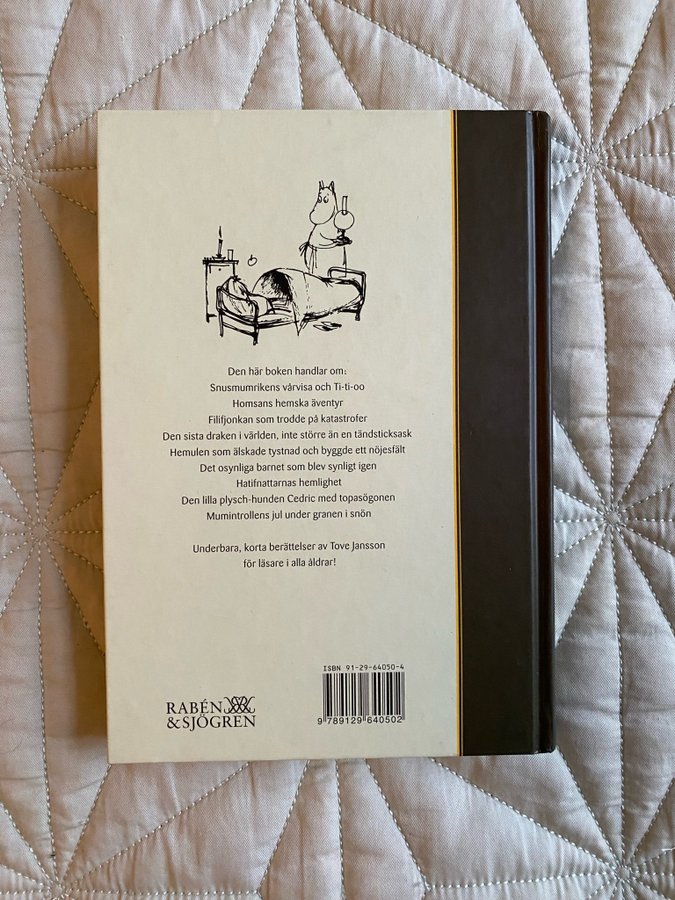 Den här boken handlar om:
Snusmumrikens vårvisa och Ti-ti-oo
Homsans hemska äventyr
Filifjonkan som trodde på katastrofer
Den sista draken i världen, inte större än en tändsticksask
Hemulen som älskade tystnad och byggde ett nöjesfält
Det osynliga barnet som blev synligt igen
Hatifnattarnas hemlighet
Den lilla plysch-hunden Cedric med topasögonen
Mumintrollens jul under granen i snön
Underbara, korta berättelser av Tove Jansson
för läsare i alla åldrar!
ISBN 91-29-64050-4
RABÉN
&SJÖGREN
9 789129 640502